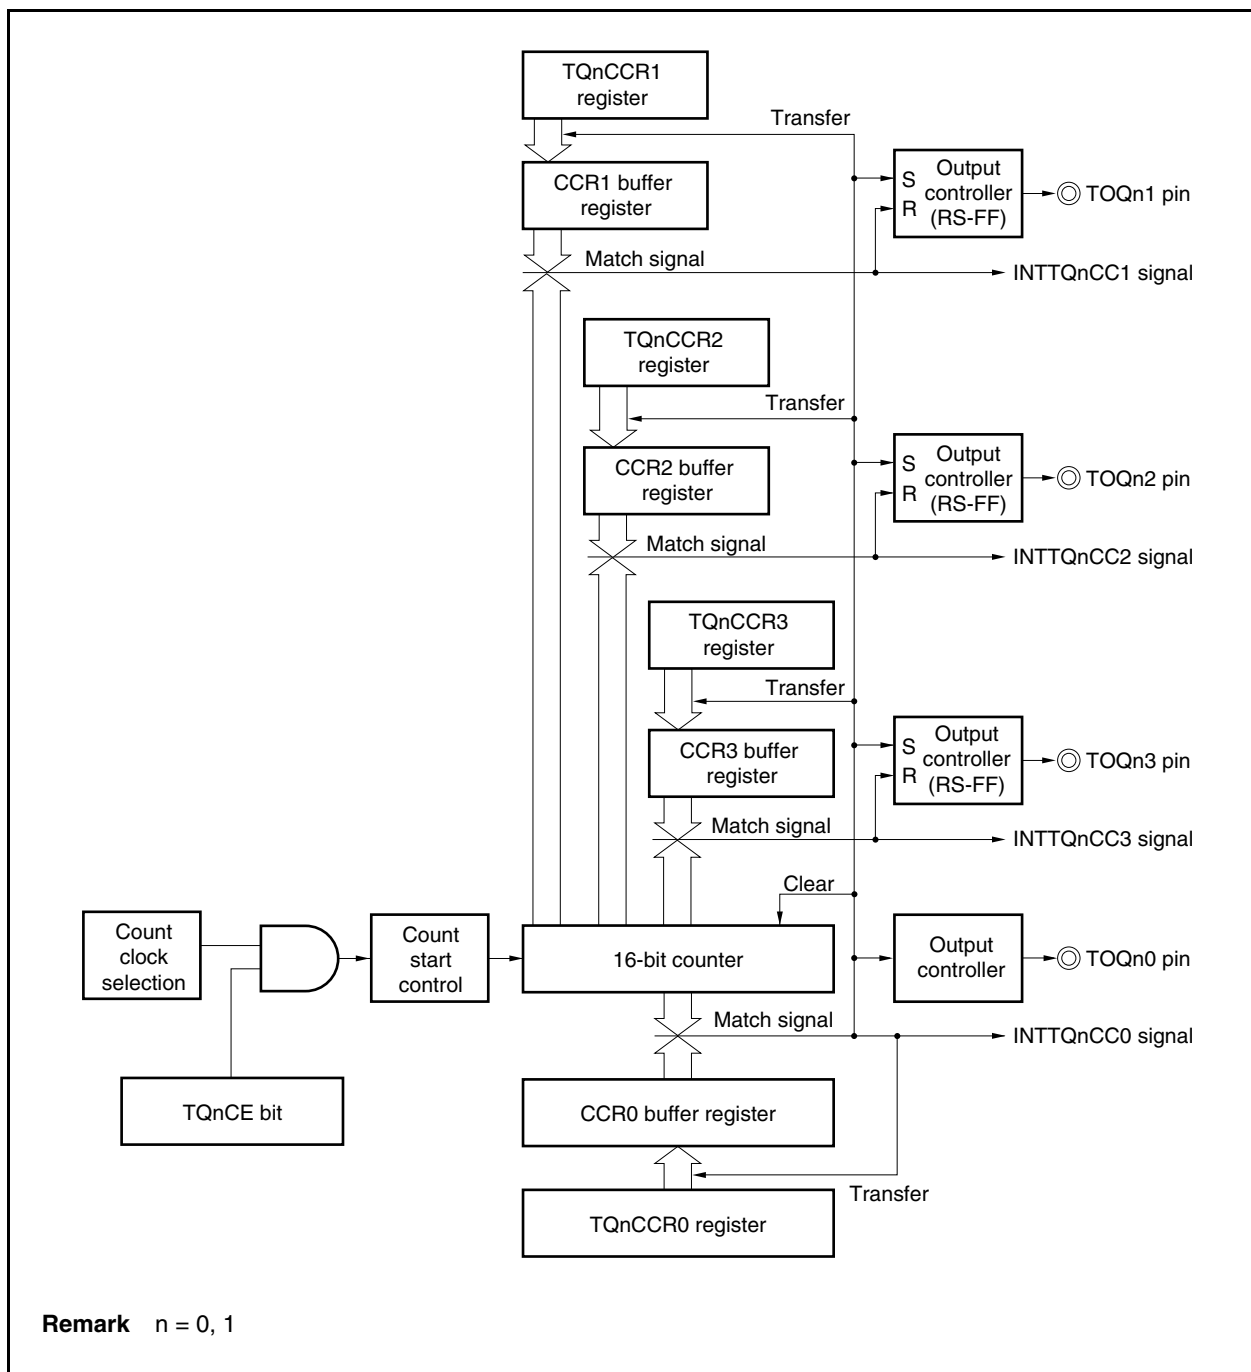 TQnCCR1
register
Transfer
CCR1 buffer
register
S
R
Output
controller
(RS-FF)
TOQn1 pin
Match signal
INTTQnCC1 signal
TQnCCR2
register
Transfer
CCR2 buffer
register
S
R
Output
controller
(RS-FF)
TOQn2 pin
Match signal
INTTQnCC2 signal
TQnCCR3
register
Transfer
CCR3 buffer
register
S
R
Output
controller
(RS-FF)
TOQn3 pin
Match signal
INTTQnCC3 signal
Clear
Count
clock
selection
Count
start
control
16-bit counter
Output
controller
TOQn0 pin
Match signal
INTTQnCC0 signal
TQnCE bit
CCR0 buffer register
Transfer
TQnCCR0 register
Remark n = 0, 1